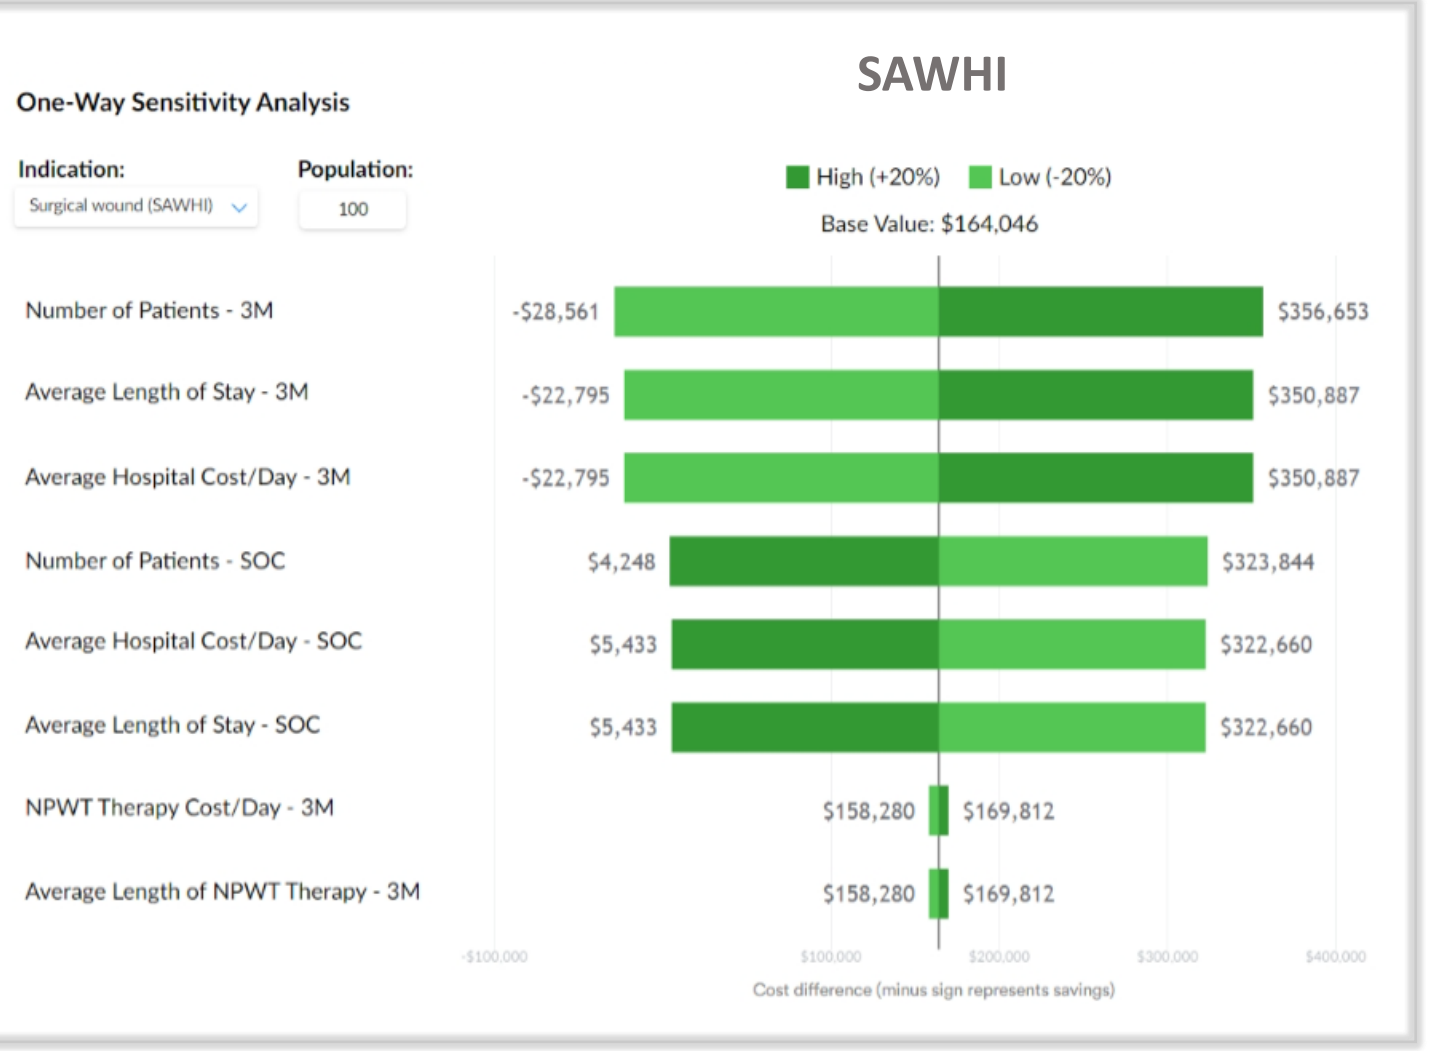 SAWHI
One-Way Sensitivity Analysis
Indication: Population:
Surgical wound (SAWHI) 100
High (+20%) Low (-20%)
Base Value: $164,046
Number of Patients - 3M -$28,561 $356,653
Average Length of Stay - 3M -$22,795 $350,887
Average Hospital Cost/Day - 3M -$22,795 $350,887
Number of Patients - SOC $4,248 $323,844
Average Hospital Cost/Day - SOC $5,433 $322,660
Average Length of Stay - SOC $5,433 $322,660
NPWT Therapy Cost/Day - 3M $158,280 $169,812
Average Length of NPWT Therapy - 3M $158,280 $169,812
-$100,000 $100,000 $200,000 $300,000 $400,000
Cost difference (minus sign represents savings)